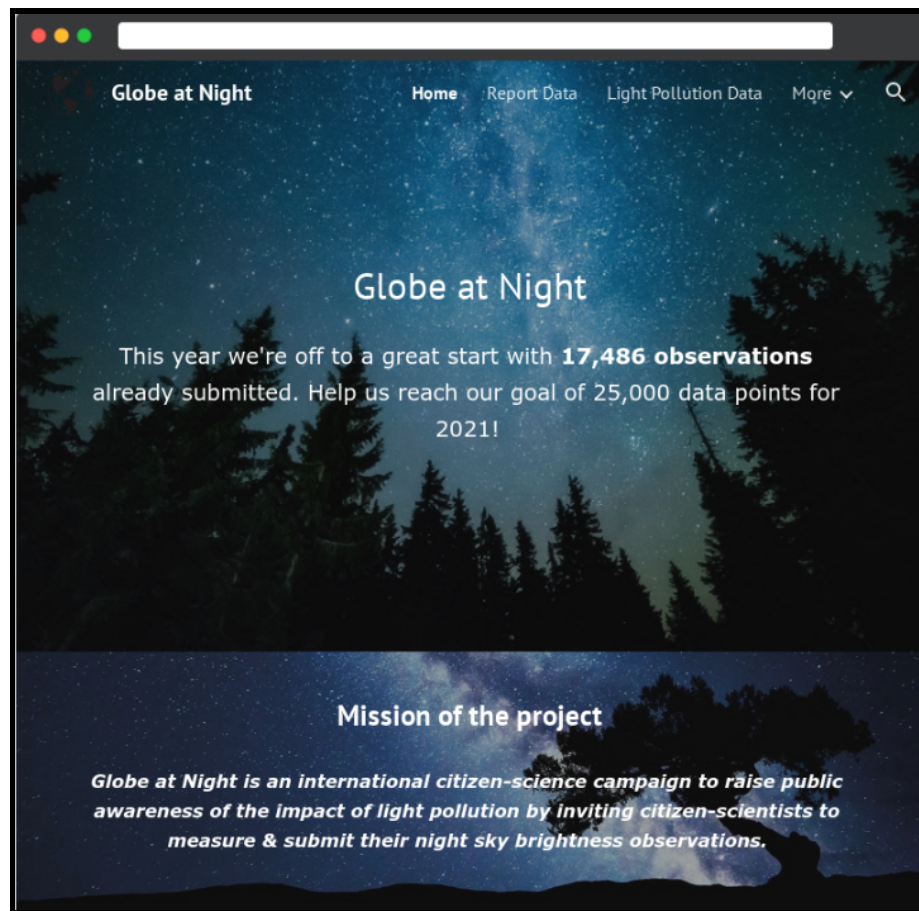 Globe at Night Home Report Data Light Pollution Data More
Globe at Night
This year we're off to a great start with 17,486 observations
already submitted. Help us reach our goal of 25,000 data points for
2021!
Mission of the project
Globe at Night is an international citizen-science campaign to raise public
awareness of the impact of light pollution by inviting citizen-scientists to
measure & submit their night sky brightness observations.